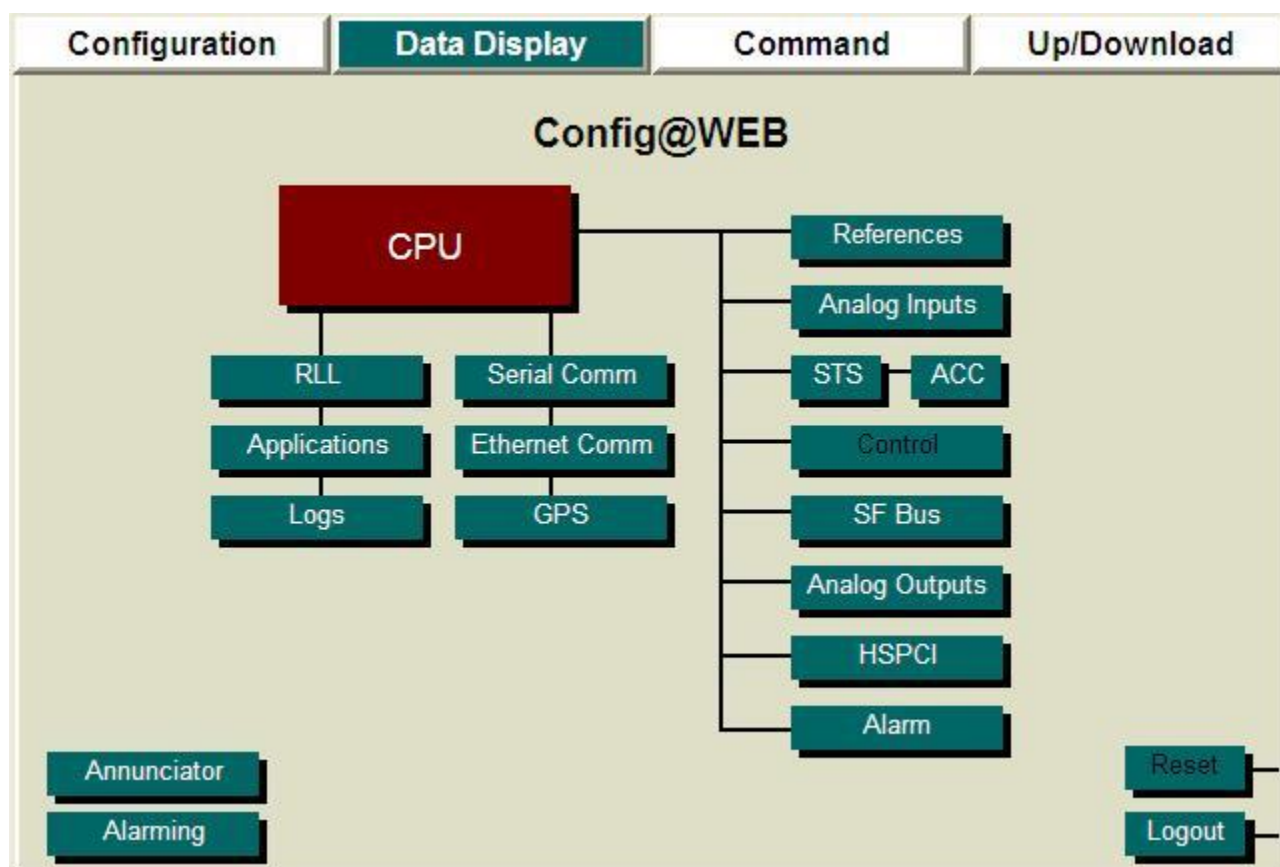 Configuration
Data Display
Command
Up/Download
Config@WEB
CPU
RLL
Applications
Logs
Serial Comm
Ethernet Comm
GPS
References
Analog Inputs
STS
ACC
Control
SF Bus
Analog Outputs
HSPCI
Alarm
Annunciator
Alarming
Reset
Logout